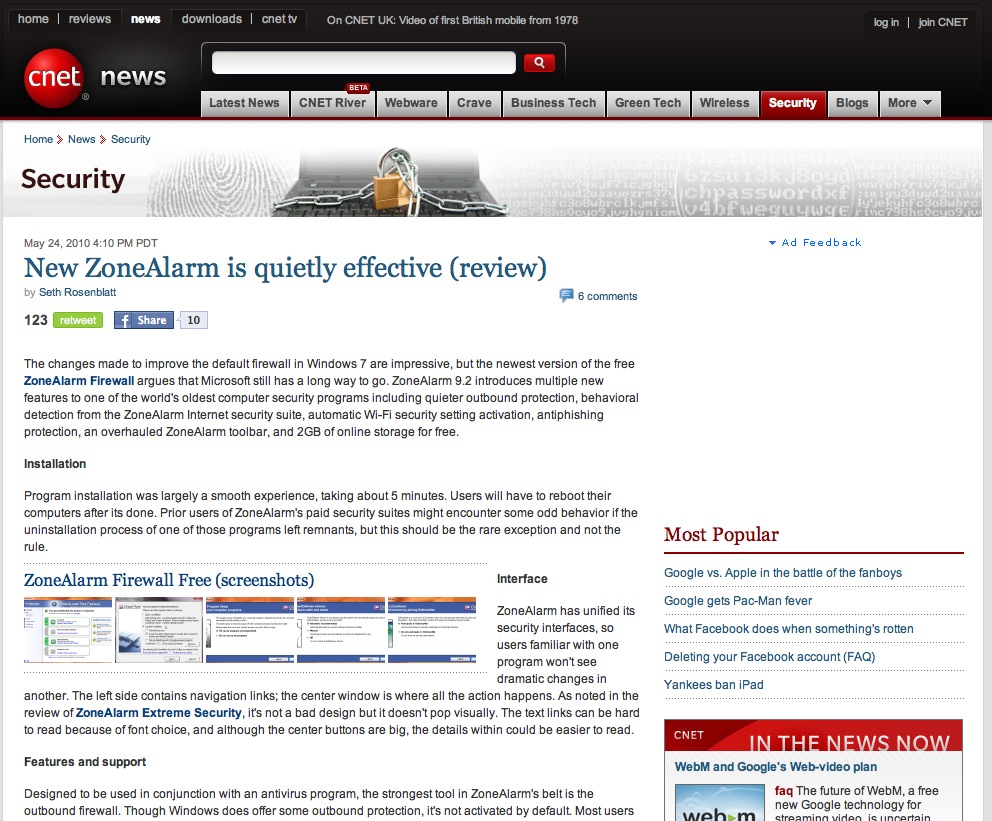 home | reviews news downloads | cnet tv On CNET UK: Video of first British mobile from 1978 log in | join CNET
cnet news
BETA
Latest News CNET River Webware Crave Business Tech Green Tech Wireless Security Blogs More
Home News Security
Security
chpasswordz
May 24, 2010 4:10 PM PDT
Ad Feedback
New ZoneAlarm is quietly effective (review)
by Seth Rosenblatt
6 comments
123 retweet Share 10
The changes made to improve the default firewall in Windows 7 are impressive, but the newest version of the free
ZoneAlarm Firewall argues that Microsoft still has a long way to go. ZoneAlarm 9.2 introduces multiple new
features to one of the world's oldest computer security programs including quieter outbound protection, behavioral
detection from the ZoneAlarm Internet security suite, automatic Wi-Fi security setting activation, antiphishing
protection, an overhauled ZoneAlarm toolbar, and 2GB of online storage for free.
Installation
Program installation was largely a smooth experience, taking about 5 minutes. Users will have to reboot their
computers after its done. Prior users of ZoneAlarm's paid security suites might encounter some odd behavior if the
uninstallation process of one of those programs left remnants, but this should be the rare exception and not the
rule.
ZoneAlarm Firewall Free (screenshots)
Interface
ZoneAlarm has unified its
security interfaces, so
users familiar with one
program won't see
dramatic changes in
another. The left side contains navigation links; the center window is where all the action happens. As noted in the
review of ZoneAlarm Extreme Security, it's not a bad design but it doesn't pop visually. The text links can be hard
to read because of font choice, and although the center buttons are big, the details within could be easier to read.
Features and support
Designed to be used in conjunction with an antivirus program, the strongest tool in ZoneAlarm's belt is the
outbound firewall. Though Windows does offer some outbound protection, it's not activated by default. Most users
Most Popular
Google vs. Apple in the battle of the fanboys
Google gets Pac-Man fever
What Facebook does when something's rotten
Deleting your Facebook account (FAQ)
Yankees ban iPad
CNET IN THE NEWS NOW
WebM and Google's Web-video plan
faq The future of WebM, a free
new Google technology for
streaming video, is uncertain
webm